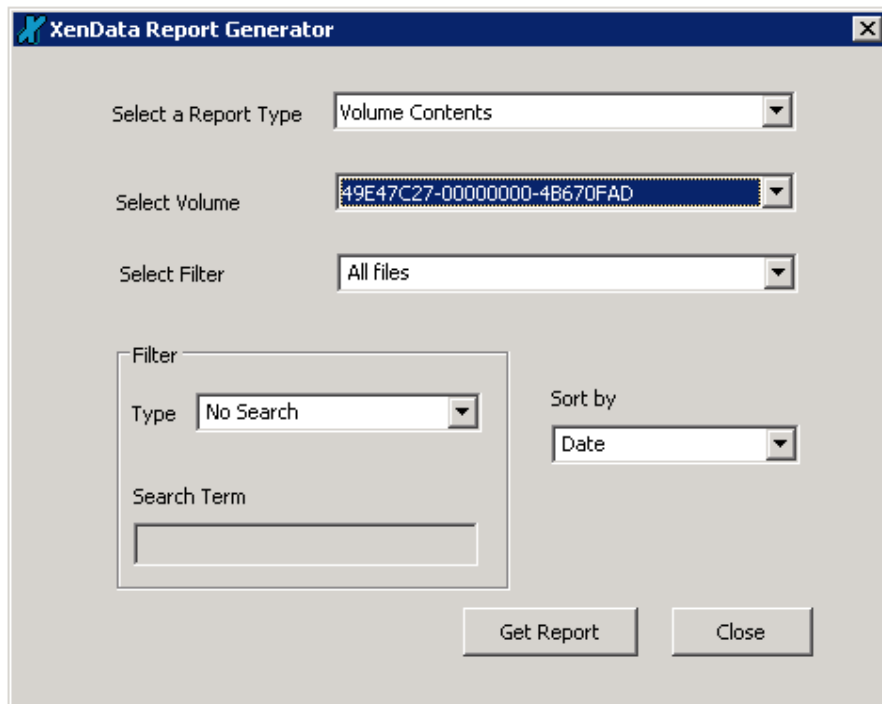 XenData Report Generator
Select a Report Type
Volume Contents
Select Volume
49E47C27-00000000-4B670FAD
Select Filter
All files
Filter
Type
No Search
Sort by
Date
Search Term
Get Report
Close